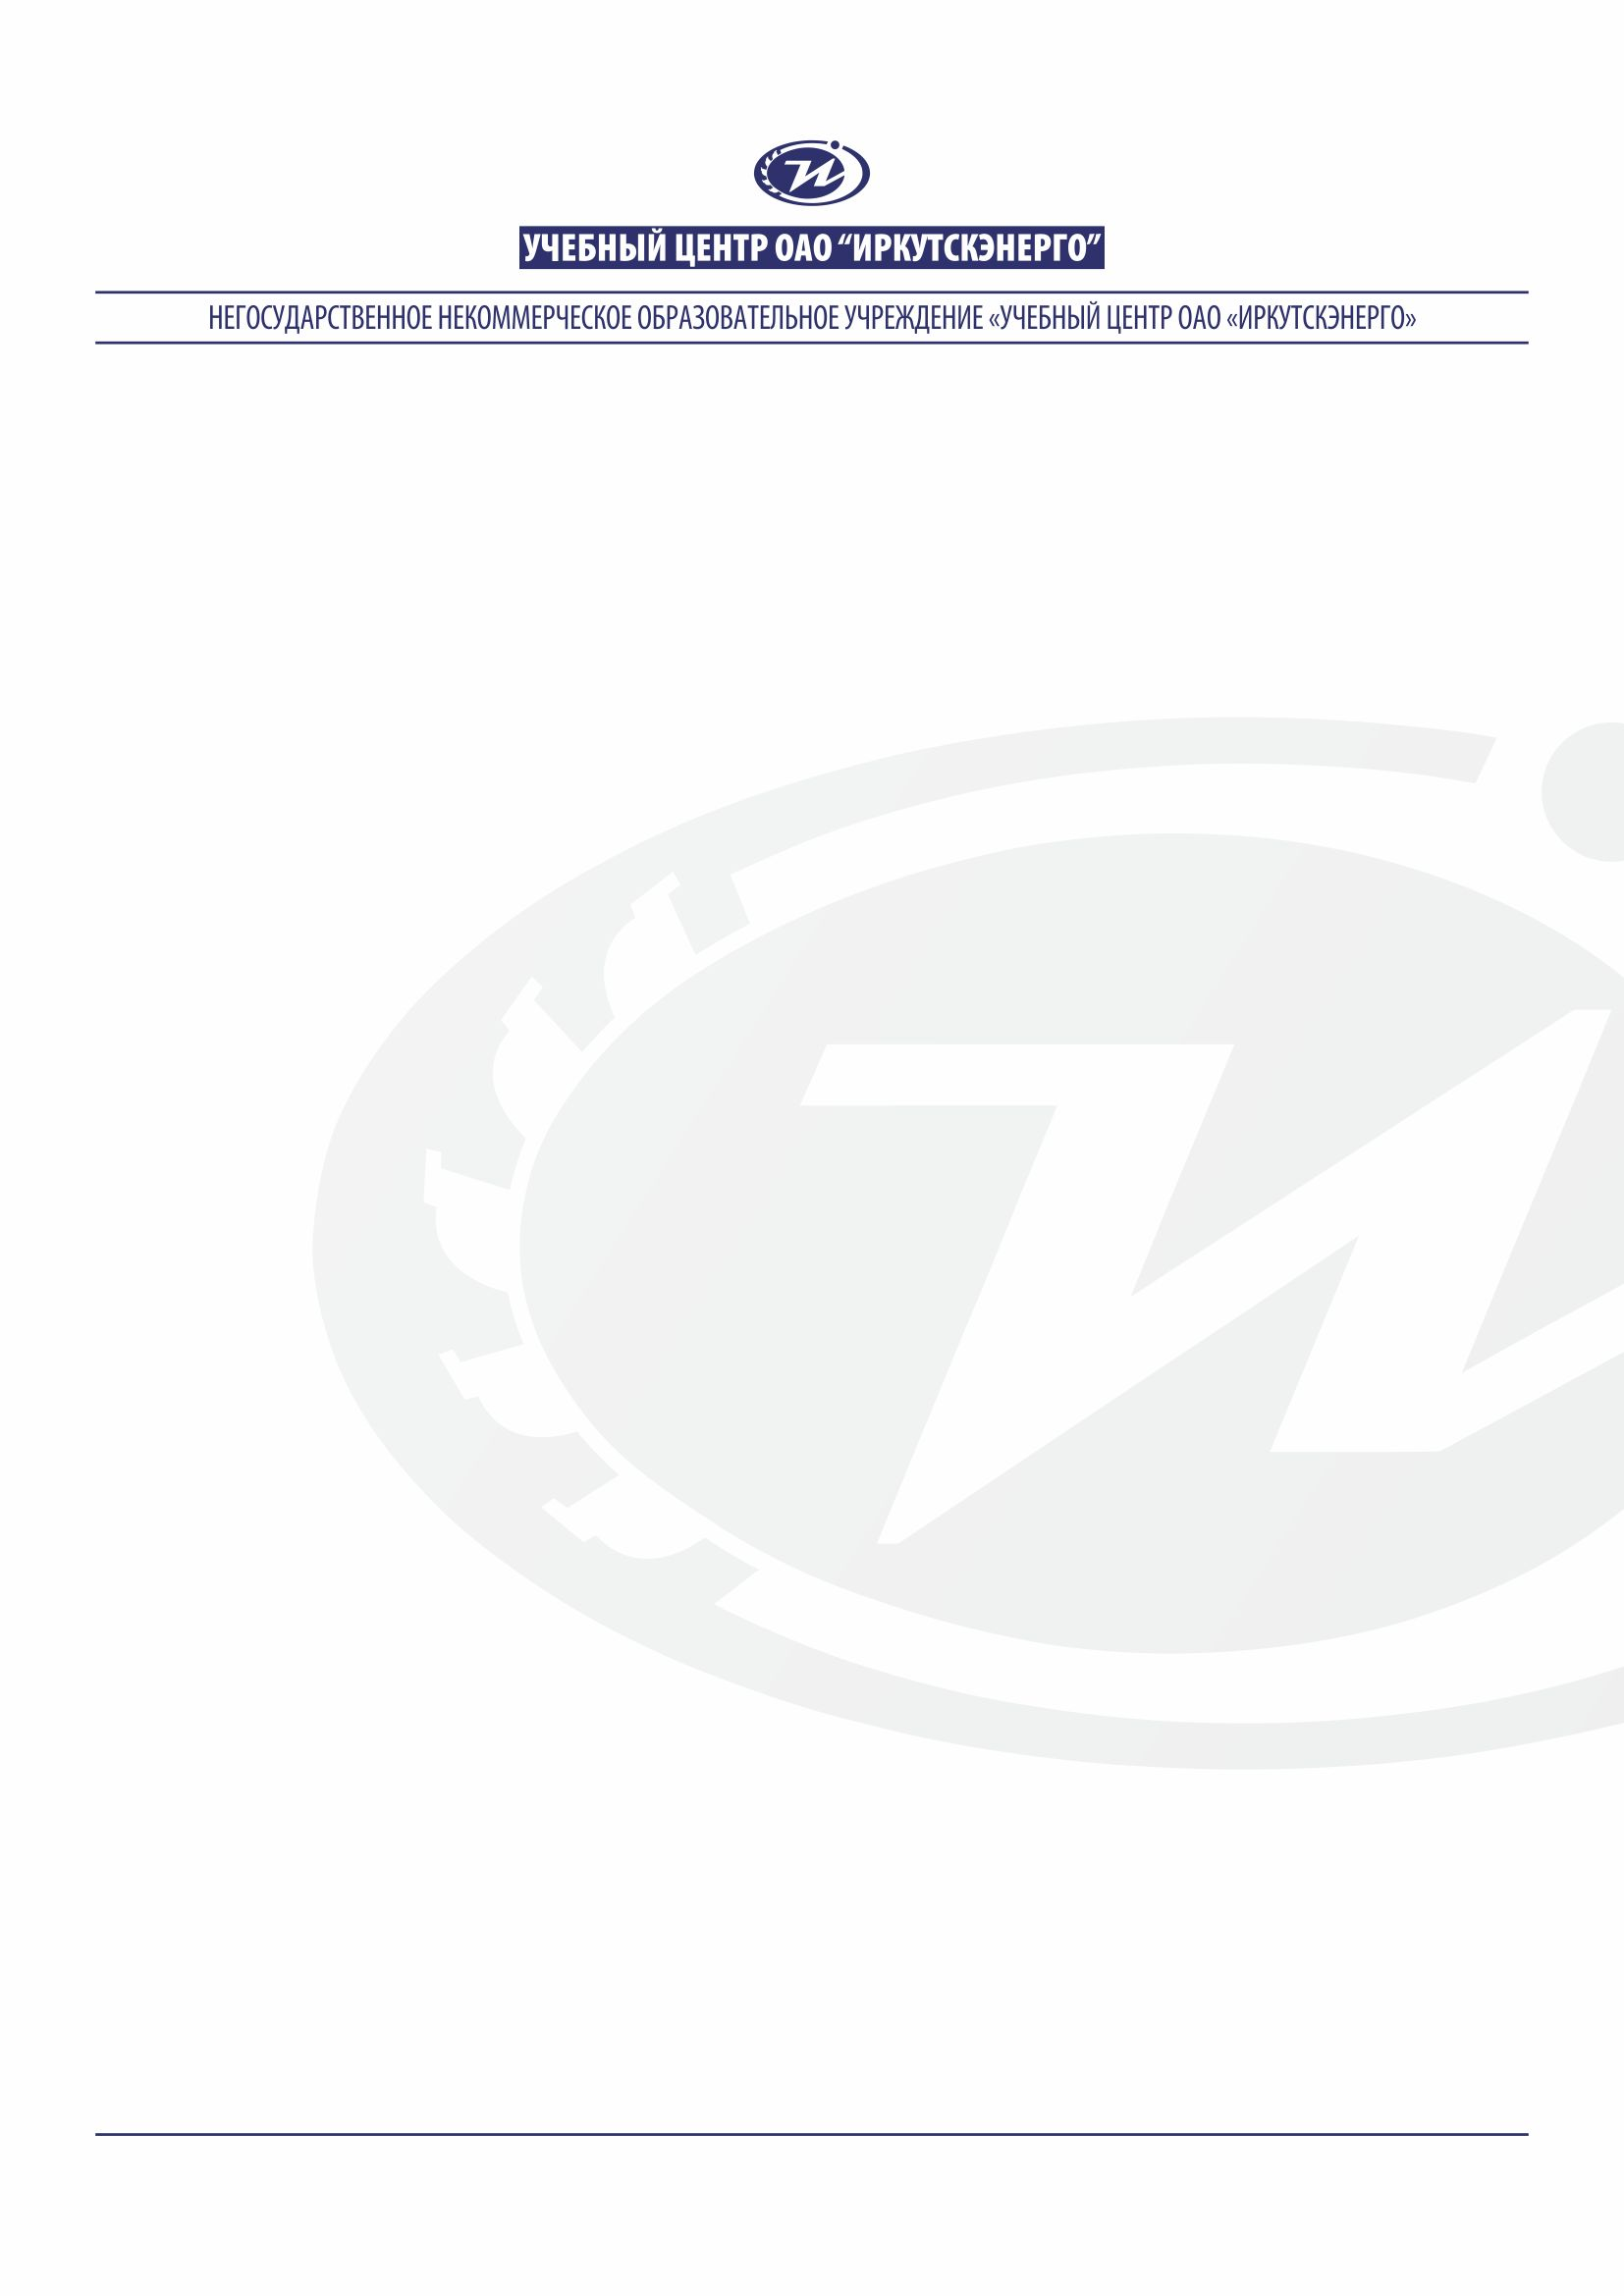 УЧЕБНЫЙ ЦЕНТР ОАО “ИРКУТСКЭНЕРГО”
НЕГОСУДАРСТВЕННОЕ НЕКОММЕРЧЕСКОЕ ОБРАЗОВАТЕЛЬНОЕ УЧРЕЖДЕНИЕ «УЧЕБНЫЙ ЦЕНТР ОАО «ИРКУТСКЭНЕРГО»